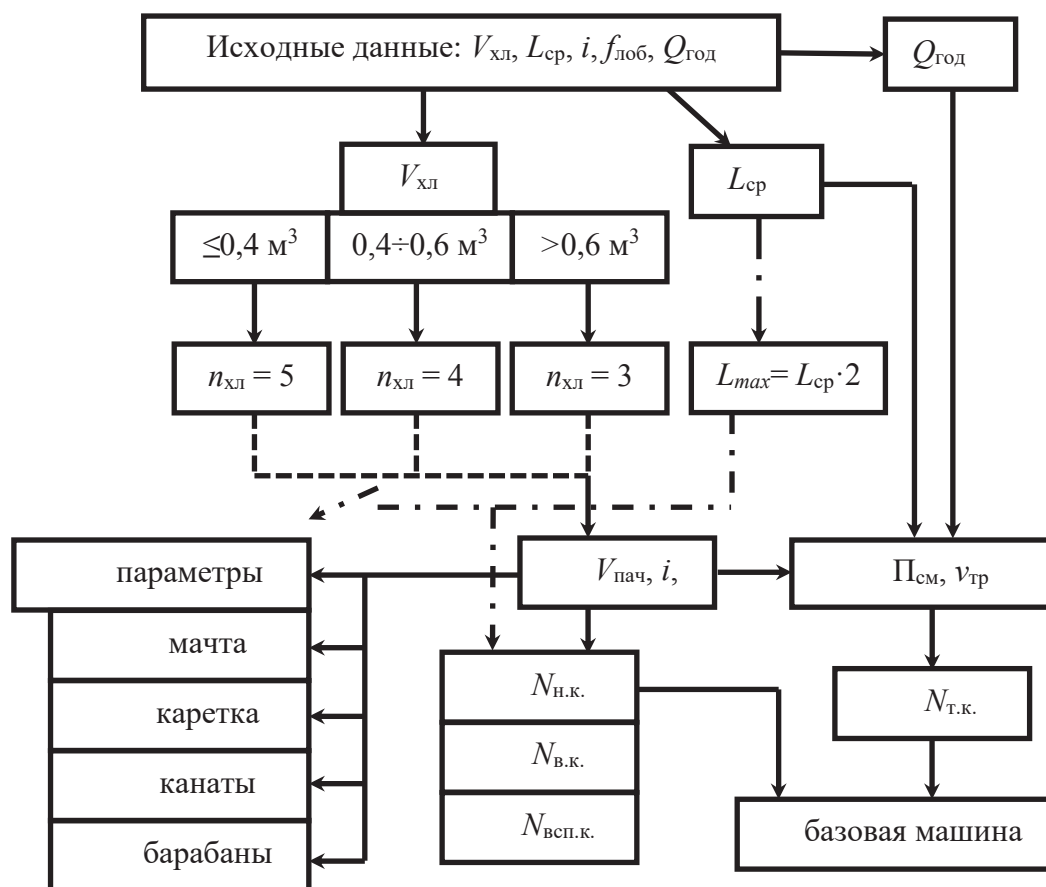 Исходные данные: Vхл, Lср, i, fлоб, Qгод
Qгод
Vхл
Lср
≤0,4 м³
0,4÷0,6 м³
>0,6 м³
nхл = 5
nхл = 4
nхл = 3
Lmax= Lср·2
параметры
Vпач, i,
Псм, vтр
мачта
каретка
канаты
барабаны
Nн.к.
Nв.к.
Nвсп.к.
Nт.к.
базовая машина